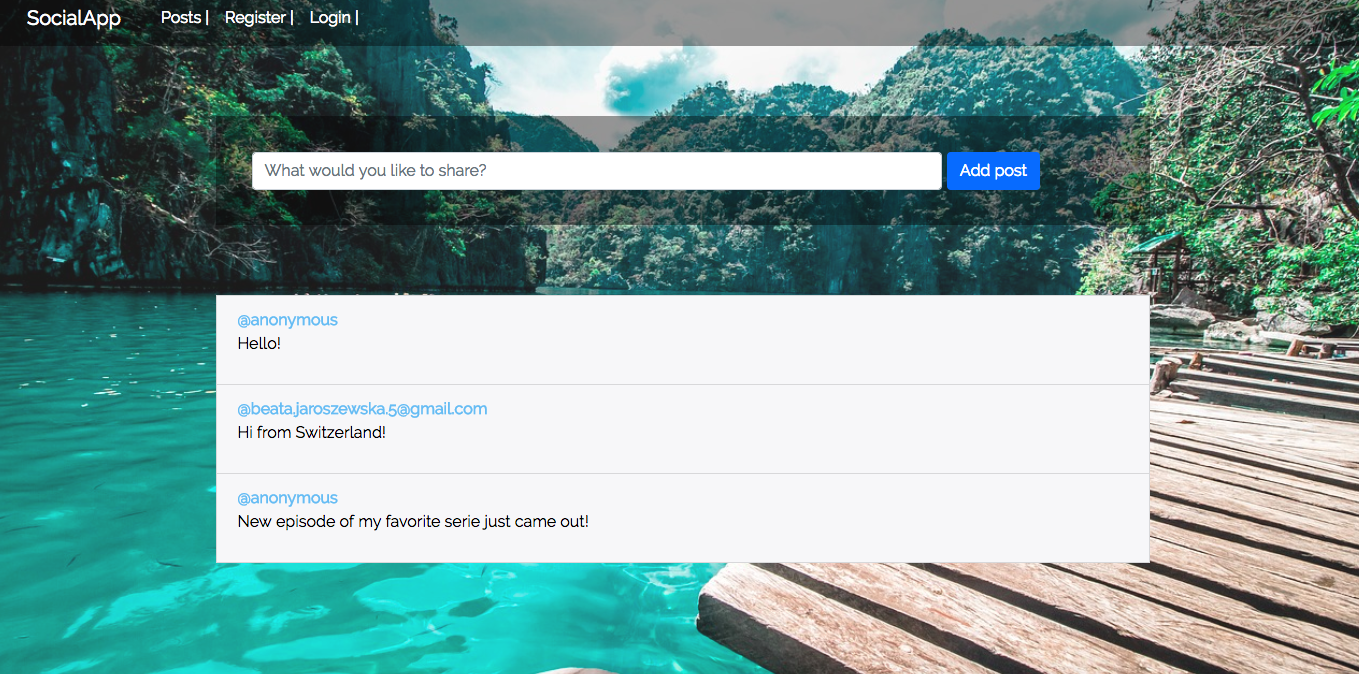 SocialApp Posts | Register | Login |
What would you like to share? Add post
@anonymous
Hello!
@beata.jaroszewska.5@gmail.com
Hi from Switzerland!
@anonymous
New episode of my favorite serie just came out!